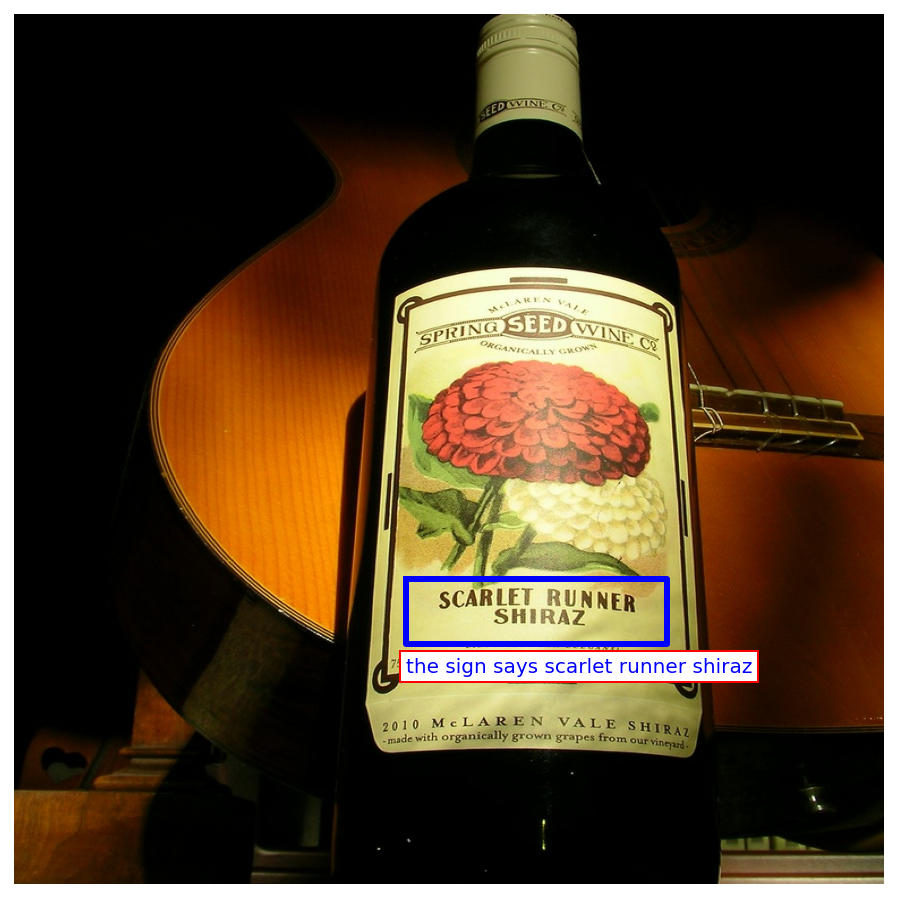 SEED WINE Co
McLAREN VALE
SPRING SEED WINE Co
ORGANICALLY GROWN
SCARLET RUNNER
SHIRAZ
the sign says scarlet runner shiraz
2010 McLAREN VALE SHIRAZ
-made with organically grown grapes from our vineyard-